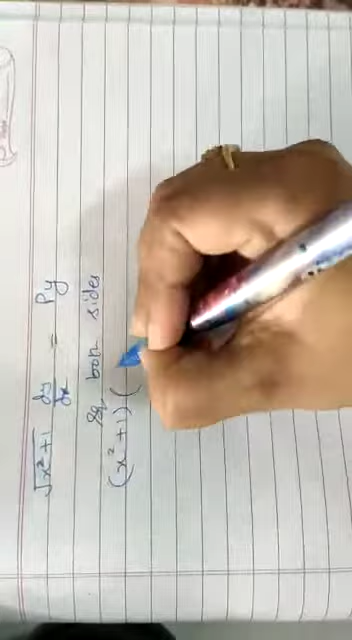 √x²+1 dy/dx = Py
Sq. both sides
(x²+1) (